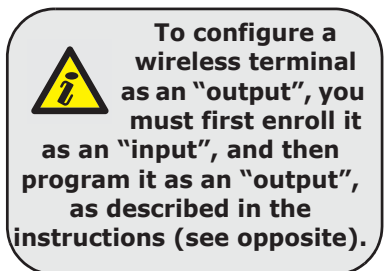 To configure a
wireless terminal
as an “output”, you
must first enroll it
as an “input”, and then
program it as an “output”,
as described in the
instructions (see opposite).